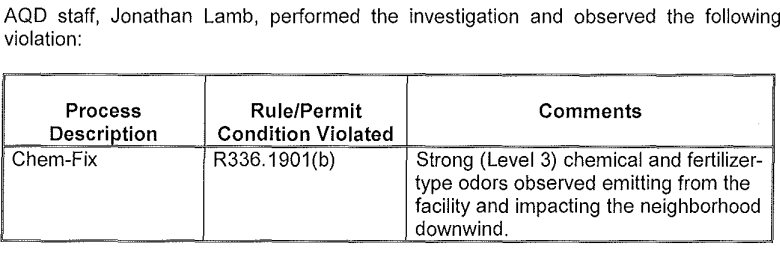 AQD staff, Jonathan Lamb, performed the investigation and observed the following
violation:
Process
Description
Rule/Permit
Condition Violated
Comments
Chem-Fix
R336.1901(b)
Strong (Level 3) chemical and fertilizer-
type odors observed emitting from the
facility and impacting the neighborhood
downwind.